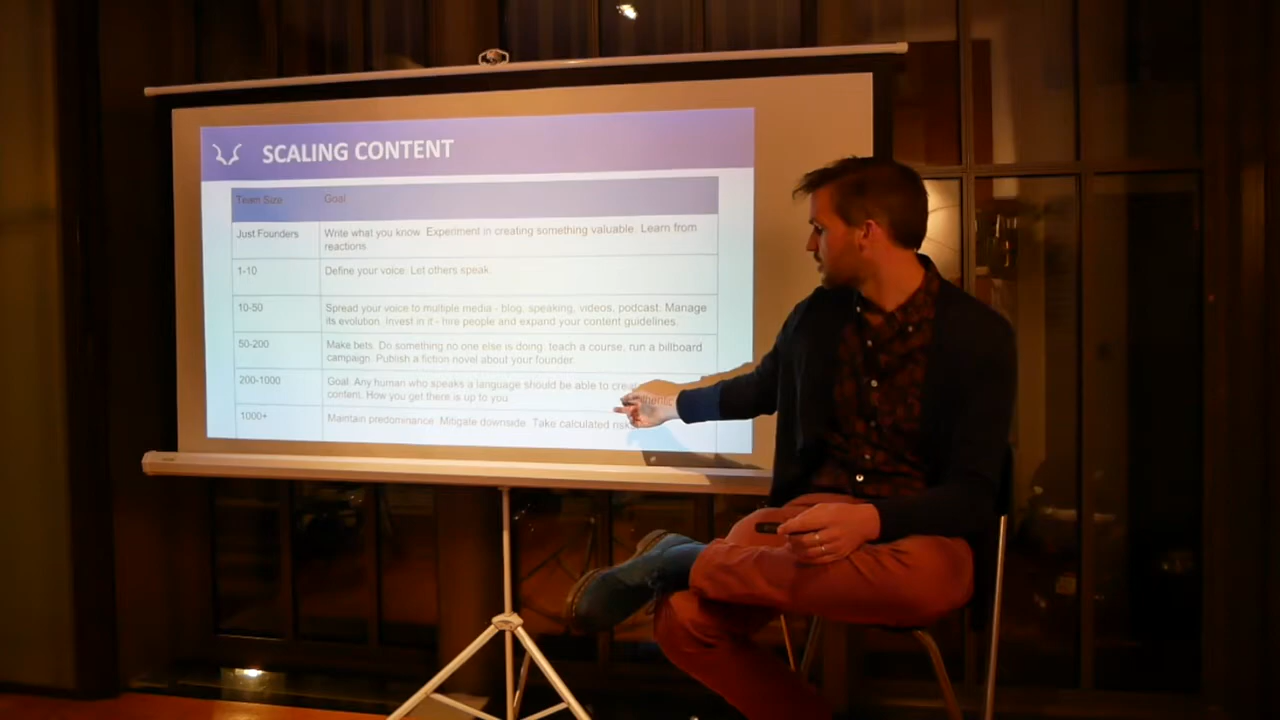 SCALING CONTENT
Team Size Goal
Just Founders Write what you know. Experiment in creating something valuable. Learn from
reactions
1-10 Define your voice. Let others speak.
10-50 Spread your voice to multiple media - blog, speaking, videos, podcast. Manage
its evolution. Invest in it - hire people and expand your content guidelines.
50-200 Make bets. Do something no one else is doing: teach a course, run a billboard
campaign. Publish a fiction novel about your founder.
200-1000 Goal: Any human who speaks a language should be able to
content. How you get there is up to you
1000+ Maintain predominance. Mitigate downside. Take calculated